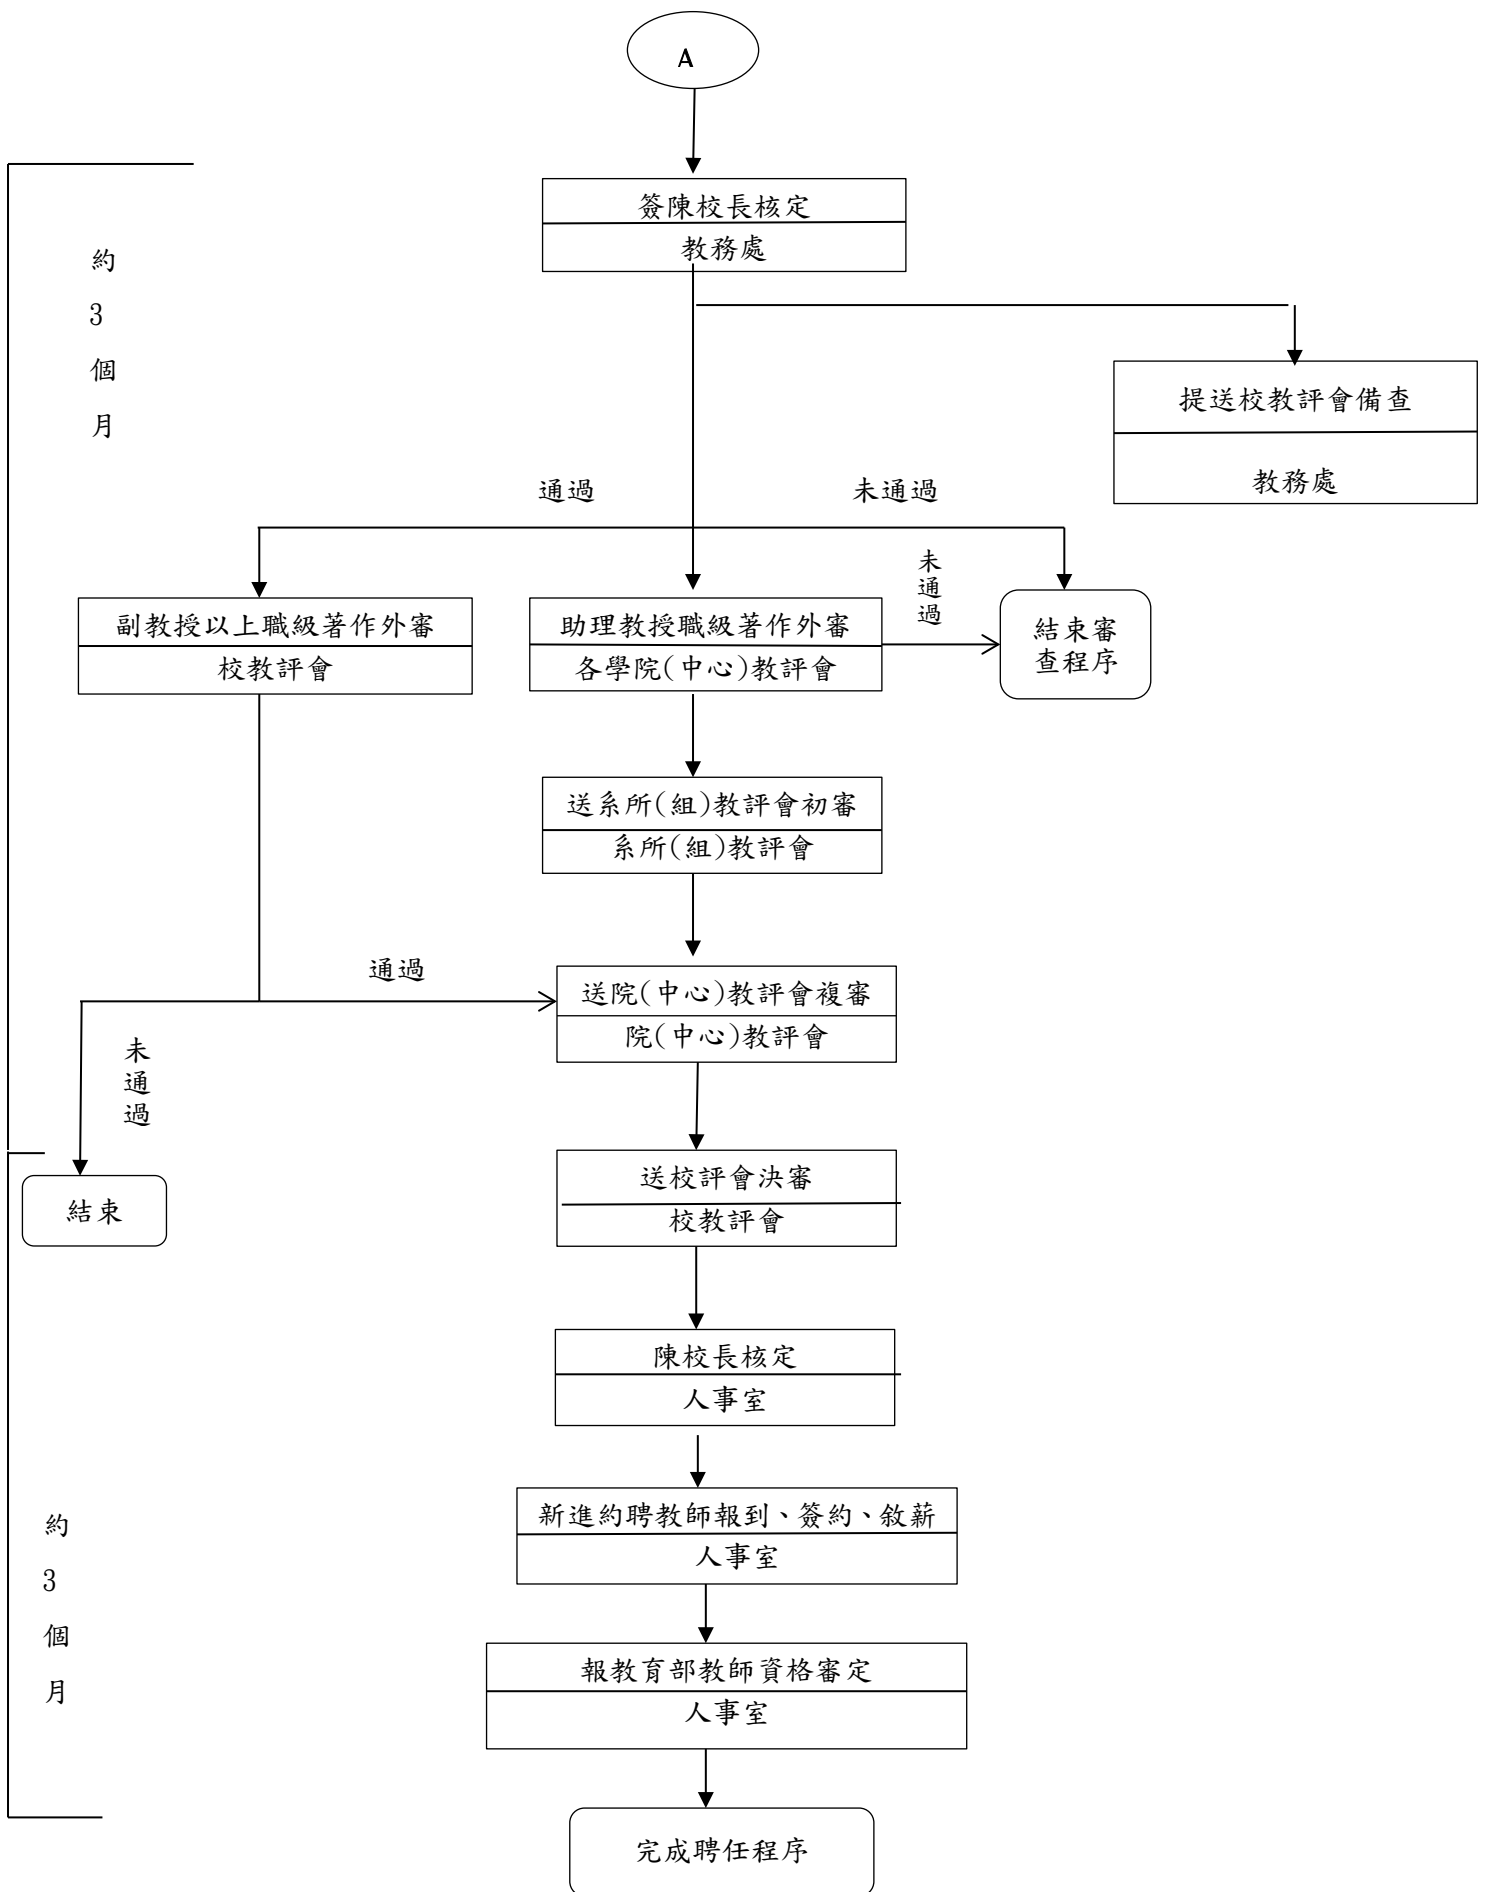 A
簽陳校長核定
教務處
約
3
個
月
提送校教評會備查
教務處
通過
未通過
未
通
過
副教授以上職級著作外審
校教評會
助理教授職級著作外審
各學院(中心)教評會
結束審
查程序
送系所(組)教評會初審
系所(組)教評會
通過
送院(中心)教評會複審
院(中心)教評會
未
通
過
結束
送校評會決審
校教評會
陳校長核定
人事室
新進約聘教師報到、簽約、敘薪
人事室
約
3
個
月
報教育部教師資格審定
人事室
完成聘任程序